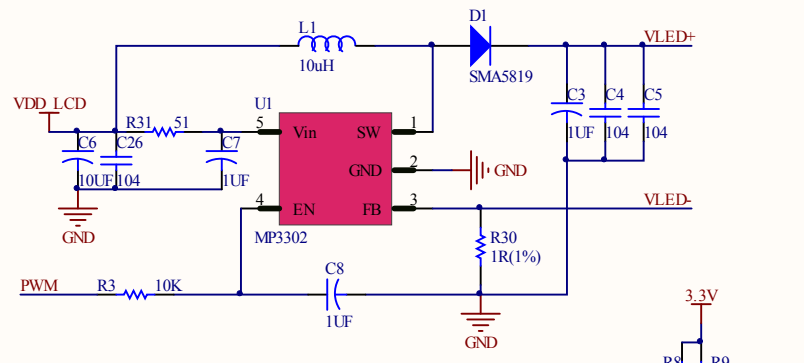 D1
L1
VLED+
10uH
SMA5819
VDD_LCD
U1
C3
C4
C5
R31
51
5
Vin
SW
1
1UF
104
104
C6
C26
C7
10UF
104
1UF
GND
2
GND
4
EN
FB
3
VLED-
GND
MP3302
R30
1R(1%)
C8
PWM
R3
10K
1UF
3.3V
GND
R8
R9